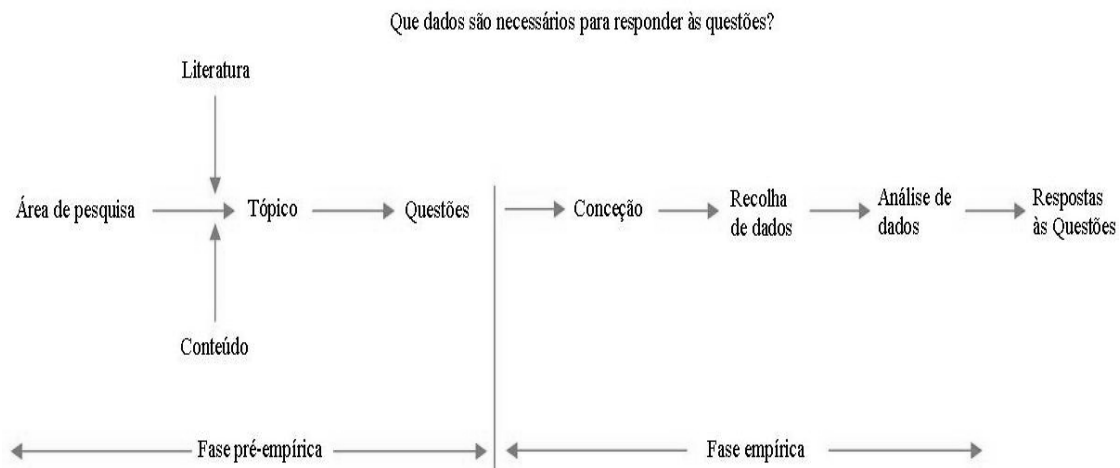 Que dados são necessários para responder às questões?
Literatura
Área de pesquisa
Tópico
Questões
Conceção
Recolha
de dados
Análise de
dados
Respostas
às Questões
Conteúdo
Fase pré-empírica
Fase empírica